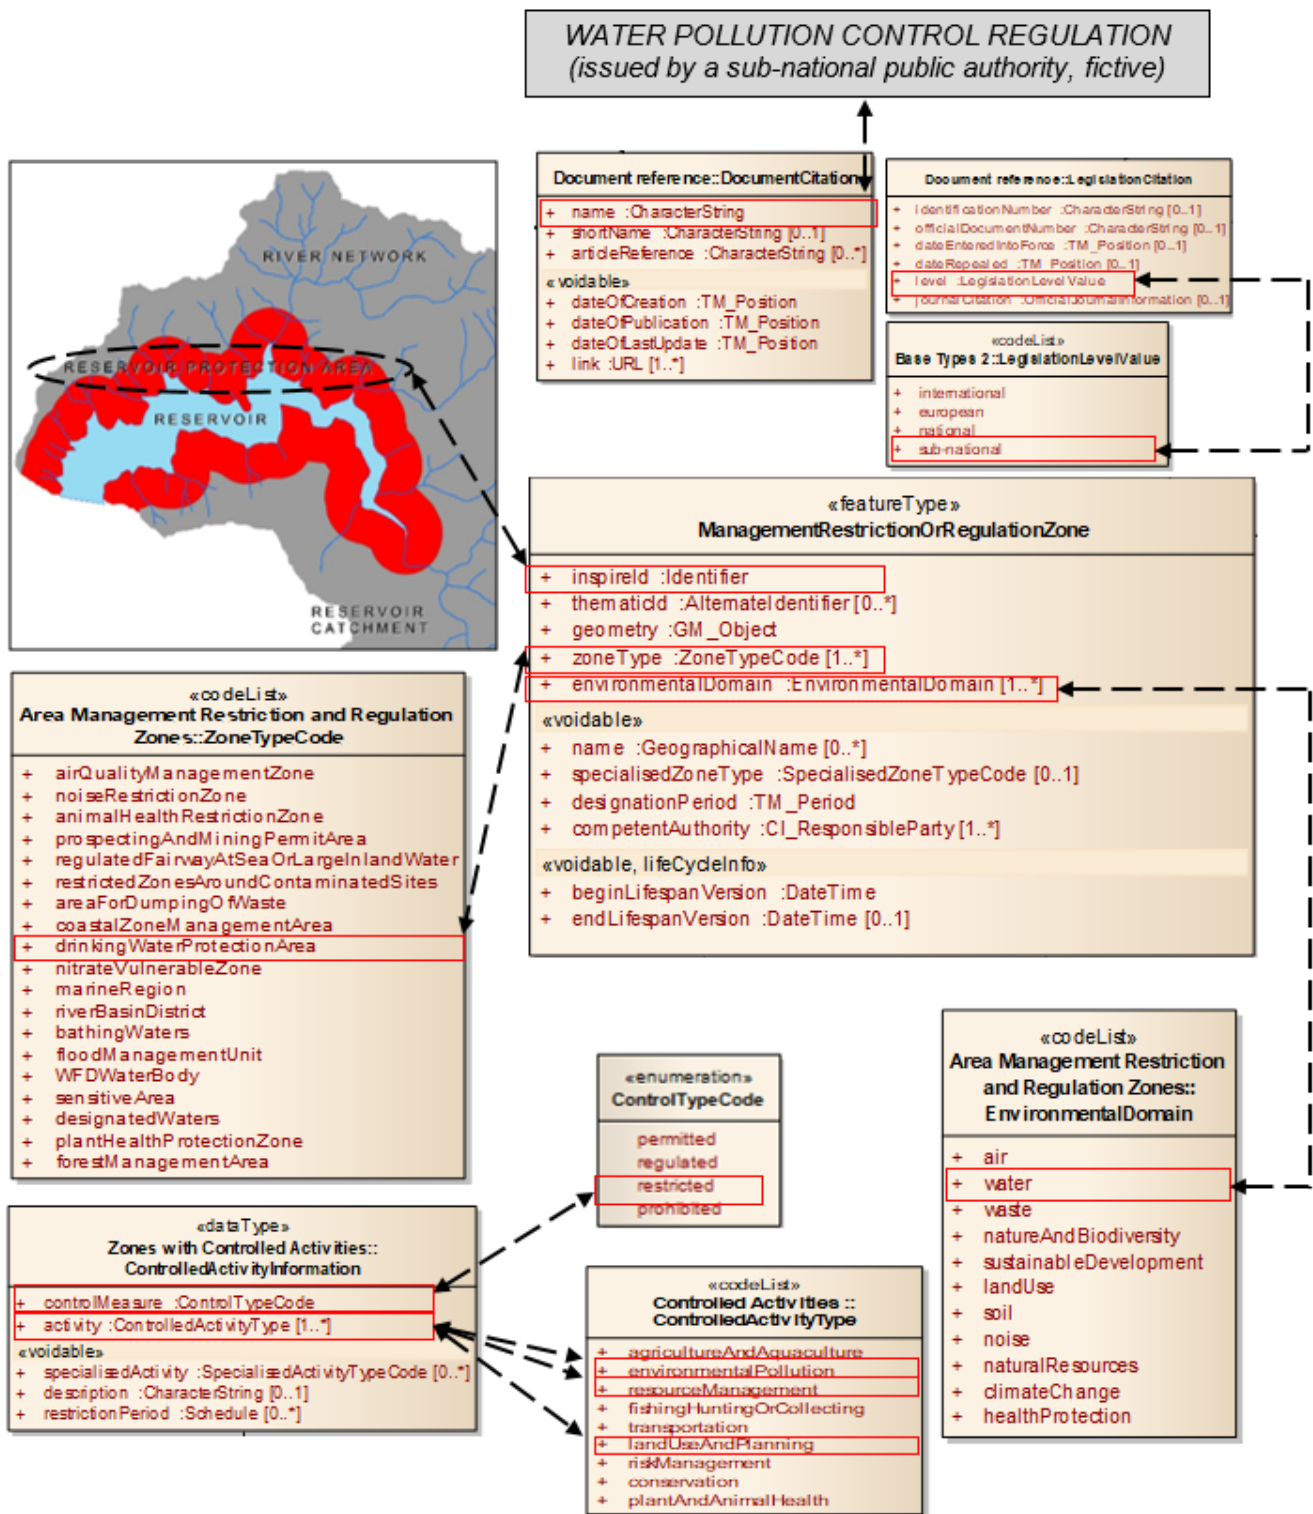 WATER POLLUTION CONTROL REGULATION
(issued by a sub-national public authority, fictive)
RIVER NETWORK
RESERVOIR PROTECTION AREA
RESERVOIR
RESERVOIR
CATCHMENT
Document reference::DocumentCitation
+ name :CharacterString
+ shortName :CharacterString [0..1]
+ articleReference :CharacterString [0..*]
«voidable»
+ dateOfCreation :TM_Position
+ dateOfPublication :TM_Position
+ dateOfLastUpdate :TM_Position
+ link :URL [1..*]
Document reference::LegislationCitation
+ identificationNumber :CharacterString [0..1]
+ officialDocumentNumber :CharacterString [0..1]
+ dateEnteredIntoForce :TM_Position [0..1]
+ dateRepealed :TM_Position [0..1]
+ level :LegislationLevelValue
+ journalCitation :OfficialJournalInformation [0..1]
«codeList»
Base Types 2::LegislationLevelValue
+ international
+ european
+ national
+ sub-national
«featureType»
ManagementRestrictionOrRegulationZone
+ inspireId :Identifier
+ thematicId :AlternateIdentifier [0..*]
+ geometry :GM_Object
+ zoneType :ZoneTypeCode [1..*]
+ environmentalDomain :EnvironmentalDomain [1..*]
«voidable»
+ name :GeographicalName [0..*]
+ specialisedZoneType :SpecialisedZoneTypeCode [0..1]
+ designationPeriod :TM_Period
+ competentAuthority :CI_ResponsibleParty [1..*]
«voidable, lifeCycleInfo»
+ beginLifespanVersion :DateTime
+ endLifespanVersion :DateTime [0..1]
«codeList»
Area Management Restriction and Regulation
Zones::ZoneTypeCode
+ airQualityManagementZone
+ noiseRestrictionZone
+ animalHealthRestrictionZone
+ prospectingAndMiningPermitArea
+ regulatedFairwayAtSeaOrLargeInlandWater
+ restrictedZonesAroundContaminatedSites
+ areaForDumpingOfWaste
+ coastalZoneManagementArea
+ drinkingWaterProtectionArea
+ nitrateVulnerableZone
+ marineRegion
+ riverBasinDistrict
+ bathingWaters
+ floodManagementUnit
+ WFDWaterBody
+ sensitiveArea
+ designatedWaters
+ plantHealthProtectionZone
+ forestManagementArea
«enumeration»
ControlTypeCode
permitted
regulated
restricted
prohibited
«codeList»
Area Management Restriction
and Regulation Zones::
EnvironmentalDomain
+ air
+ water
+ waste
+ natureAndBiodiversity
+ sustainableDevelopment
+ landUse
+ soil
+ noise
+ naturalResources
+ climateChange
+ healthProtection
«dataType»
Zones with Controlled Activities::
ControlledActivityInformation
+ controlMeasure :ControlTypeCode
+ activity :ControlledActivityType [1..*]
«voidable»
+ specialisedActivity :SpecialisedActivityTypeCode [0..*]
+ description :CharacterString [0..1]
+ restrictionPeriod :Schedule [0..*]
«codeList»
Controlled Activities ::
ControlledActivityType
+ agricultureAndAquaculture
+ environmentalPollution
+ resourceManagement
+ fishingHuntingOrCollecting
+ transportation
+ landUseAndPlanning
+ riskManagement
+ conservation
+ plantAndAnimalHealth